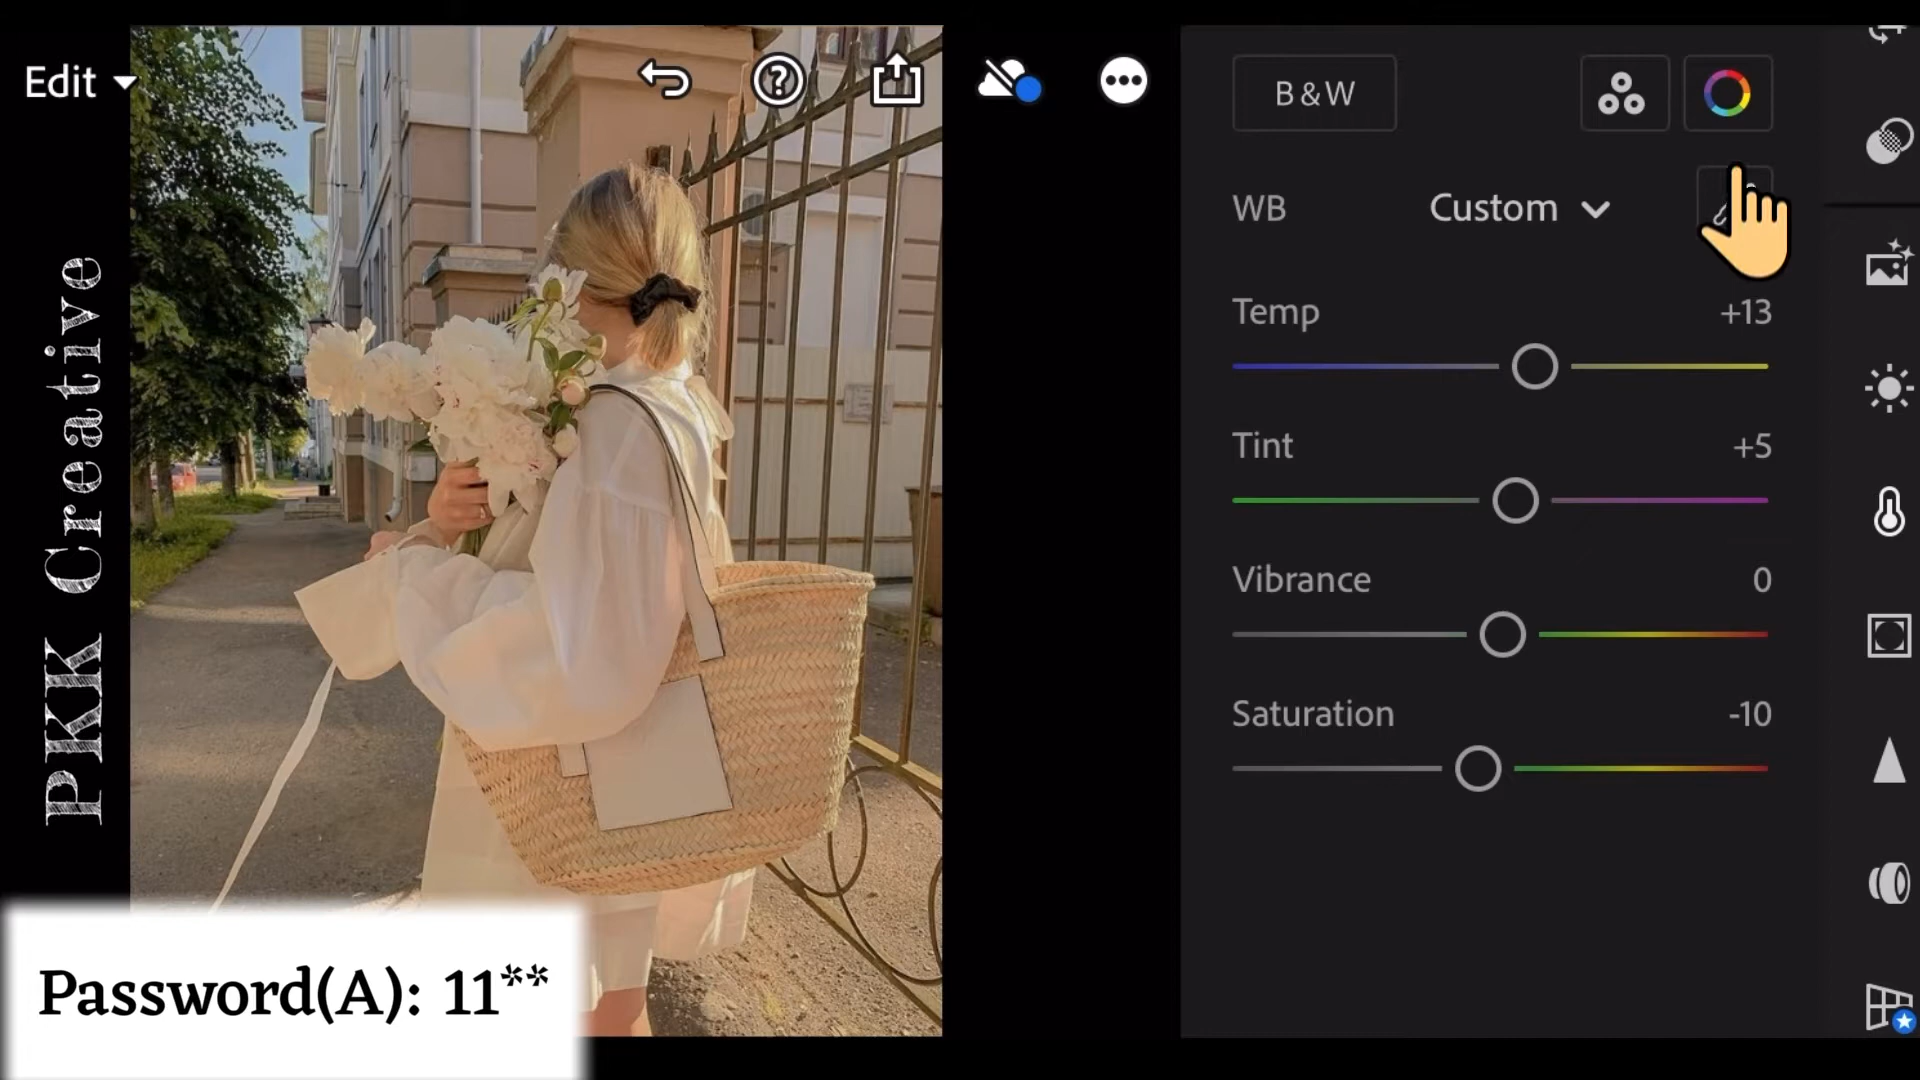 Edit
B&W
WB
Custom
Temp
+13
Tint
+5
Vibrance
0
Saturation
-10
PKK Creative
Password(A): 11**